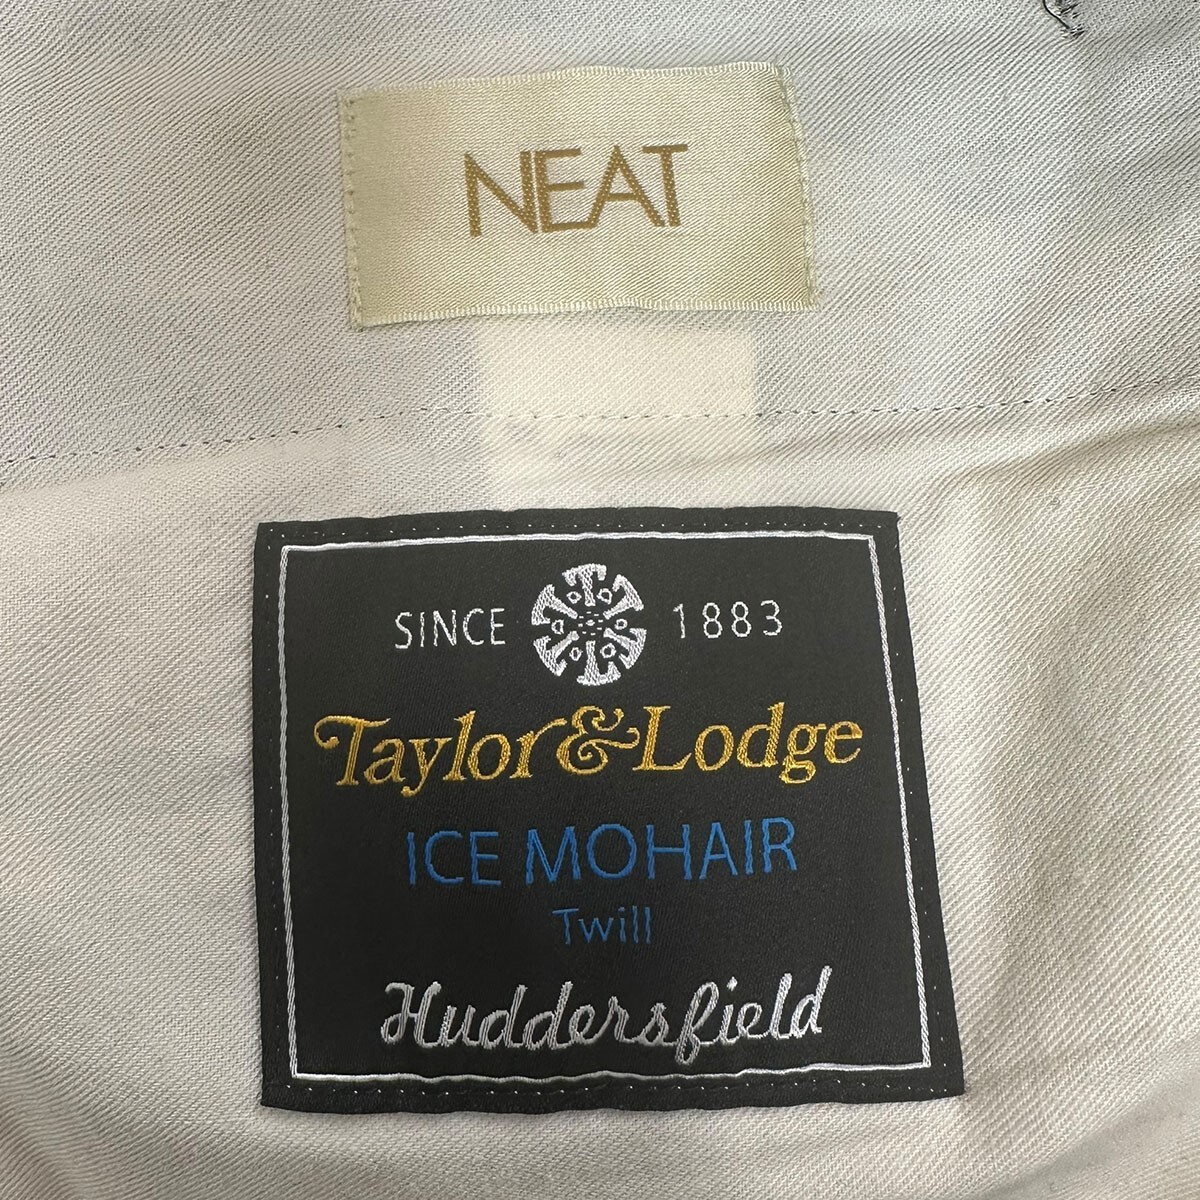 NEAT
SINCE 1883
Taylor & Lodge
ICE MOHAIR
Twill
Huddersfield